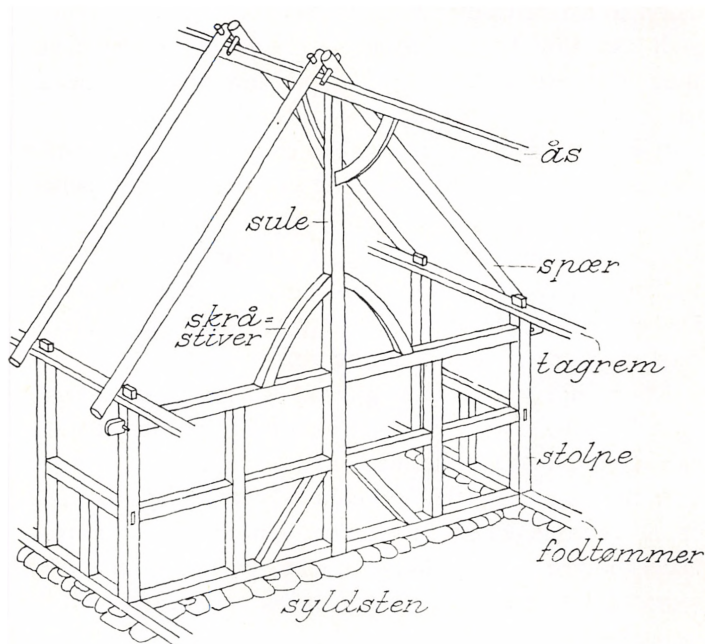 ås
sule
spær
skrå=
stiver
tagrem
stolpe
fodtømmer
syldsten